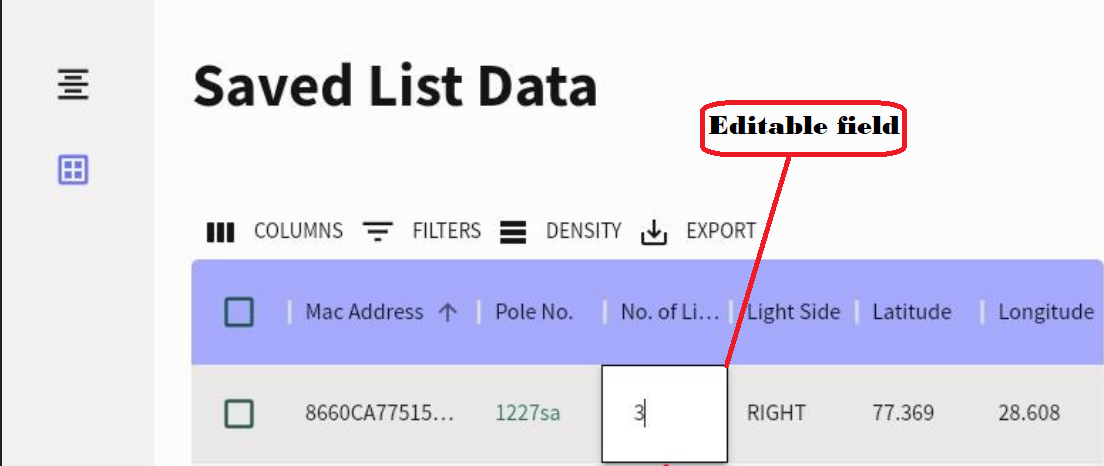 Saved List Data
Editable field
COLUMNS FILTERS DENSITY EXPORT
Mac Address Pole No. No. of Li... Light Side Latitude Longitude
8660CA77515... 1227sa 3 RIGHT 77.369 28.608